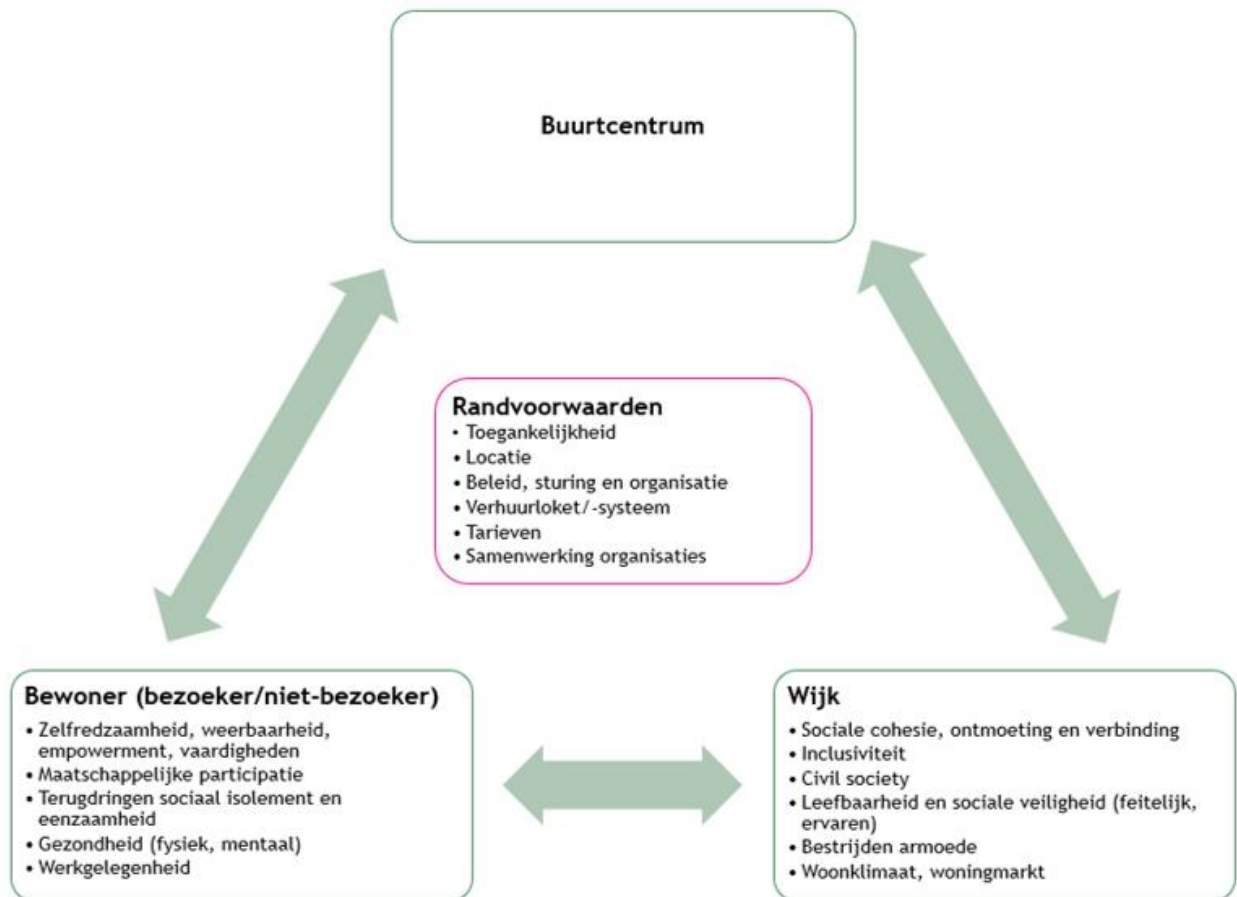 Buurtcentrum
Randvoorwaarden
• Toegankelijkheid
• Locatie
• Beleid, sturing en organisatie
• Verhuurloket/-systeem
• Tarieven
• Samenwerking organisaties
Bewoner (bezoeker/niet-bezoeker)
• Zelfredzaamheid, weerbaarheid,
empowerment, vaardigheden
• Maatschappelijke participatie
• Terugdringen sociaal isolement en
eenzaamheid
• Gezondheid (fysiek, mentaal)
• Werkgelegenheid
Wijk
• Sociale cohesie, ontmoeting en verbinding
• Inclusiviteit
• Civil society
• Leefbaarheid en sociale veiligheid (feitelijk,
ervaren)
• Bestrijden armoede
• Woonklimaat, woningmarkt